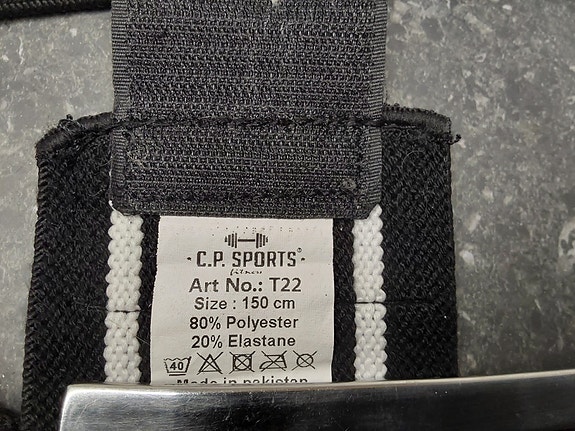 · C.P. SPORTS ·
fitness
Art No.: T22
Size : 150 cm
80% Polyester
20% Elastane
40
Made in pakistan